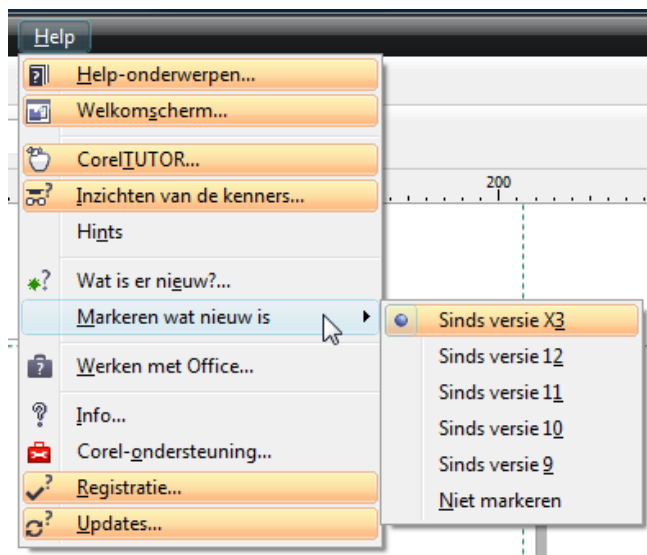 Help
Help-onderwerpen...
Welkomscherm...
CorelTUTOR...
Inzichten van de kenners...
200
Hints
Wat is er nieuw?...
Markeren wat nieuw is
Sinds versie X3
Sinds versie 12
Werken met Office...
Sinds versie 11
Info...
Sinds versie 10
Corel-ondersteuning...
Sinds versie 9
Registratie...
Niet markeren
Updates...